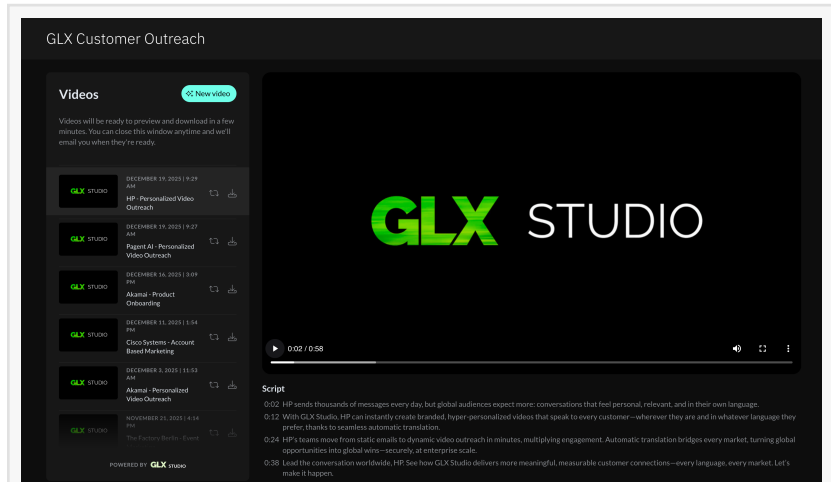 GLX Customer Outreach
Videos
New video
Videos will be ready to preview and download in a few
minutes. You can close this window anytime and we'll
email you when they're ready.
GLX STUDIO
DECEMBER 19, 2025 | 9:29
AM
HP - Personalized Video
Outreach
GLX STUDIO
DECEMBER 19, 2025 | 9:27
AM
Pagent AI - Personalized
Video Outreach
GLX STUDIO
DECEMBER 16, 2025 | 3:09
PM
Akamai - Product
Onboarding
GLX STUDIO
DECEMBER 11, 2025 | 1:54
PM
Cisco Systems - Account
Based Marketing
GLX STUDIO
DECEMBER 3, 2025 | 11:53
AM
Akamai - Personalized
Video Outreach
GLX STUDIO
NOVEMBER 21, 2025 | 4:14
PM
The Factory Berlin - Event
POWERED BY GLX STUDIO
GLX STUDIO
0:02 / 0:58
Script
0:02 HP sends thousands of messages every day, but global audiences expect more: conversations that feel personal, relevant, and in their own language.
0:12 With GLX Studio, HP can instantly create branded, hyper-personalized videos that speak to every customer—wherever they are and in whatever language they
prefer, thanks to seamless automatic translation.
0:24 HP's teams move from static emails to dynamic video outreach in minutes, multiplying engagement. Automatic translation bridges every market, turning global
opportunities into global wins—securely, at enterprise scale.
0:38 Lead the conversation worldwide, HP. See how GLX Studio delivers more meaningful, measurable customer connections—every language, every market. Let's
make it happen.